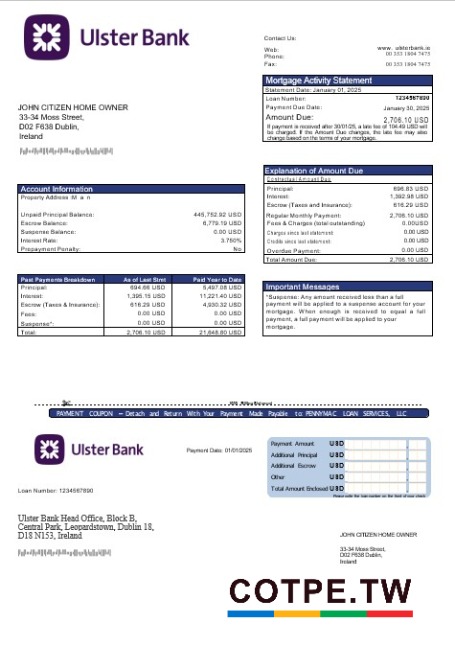 Ulster Bank
Contact Us:
Web: www. ulsterbank.ie
Phone: 00 353 1804 7475
Fax: 00 353 1804 7475
Mortgage Activity Statement
Statement Date: January 01, 2025
Loan Number: 1234567890
Payment Due Date: January 30, 2025
Amount Due: 2,706.10 USD
If payment is received after 30/01/25, a late fee of 104.49 USD will
be charged. If the Amount Due changes, the late fee may also
change based on the terms of your mortgage.
JOHN CITIZEN HOME OWNER
33-34 Moss Street,
D02 F638 Dublin,
Ireland
Explanation of Amount Due
Contractual Amount Due
Principal: 696.83 USD
Interest: 1,392.98 USD
Escrow (Taxes and Insurance): 616.29 USD
Regular Monthly Payment: 2,706.10 USD
Fees & Charges (total outstanding) 0.00USD
Charges since last statement: 0.00 USD
Credits since last statement: 0.00 USD
Overdue Payment: 0.00 USD
Total Amount Due: 2,706.10 USD
Account Information
Property Address :M a n
Unpaid Principal Balance: 445,752.92 USD
Escrow Balance: 6,779.19 USD
Suspense Balance: 0.00 USD
Interest Rate: 3.750%
Prepayment Penalty: No
Past Payments Breakdown As of Last Stmt Paid Year to Date
Principal: 694.66 USD 5,497.08 USD
Interest: 1,395.15 USD 11,221.40 USD
Escrow (Taxes & Insurance): 616.29 USD 4,930.32 USD
Fees: 0.00 USD 0.00 USD
Suspense*: 0.00 USD 0.00 USD
Total: 2,706.10 USD 21,648.80 USD
Important Messages
*Suspense: Any amount received less than a full
payment will be applied to a suspense account for your
mortgage. When enough is received to equal a full
payment, a full payment will be applied to your
mortgage.
PAYMENT COUPON – Detach and Return With Your Payment Made Payable to: PENNYMAC LOAN SERVICES, LLC
Ulster Bank
Payment Date: 01/01/2025
Payment Amount USD
Additional Principal USD
Additional Escrow USD
Other USD
Total Amount Enclosed USD
Please write the loan number on the front of your check
Loan Number: 1234567890
Ulster Bank Head Office, Block B,
Central Park, Leopardstown, Dublin 18,
D18 N153, Ireland
JOHN CITIZEN HOME OWNER
33-34 Moss Street,
D02 F638 Dublin,
Ireland
COTPE.TW